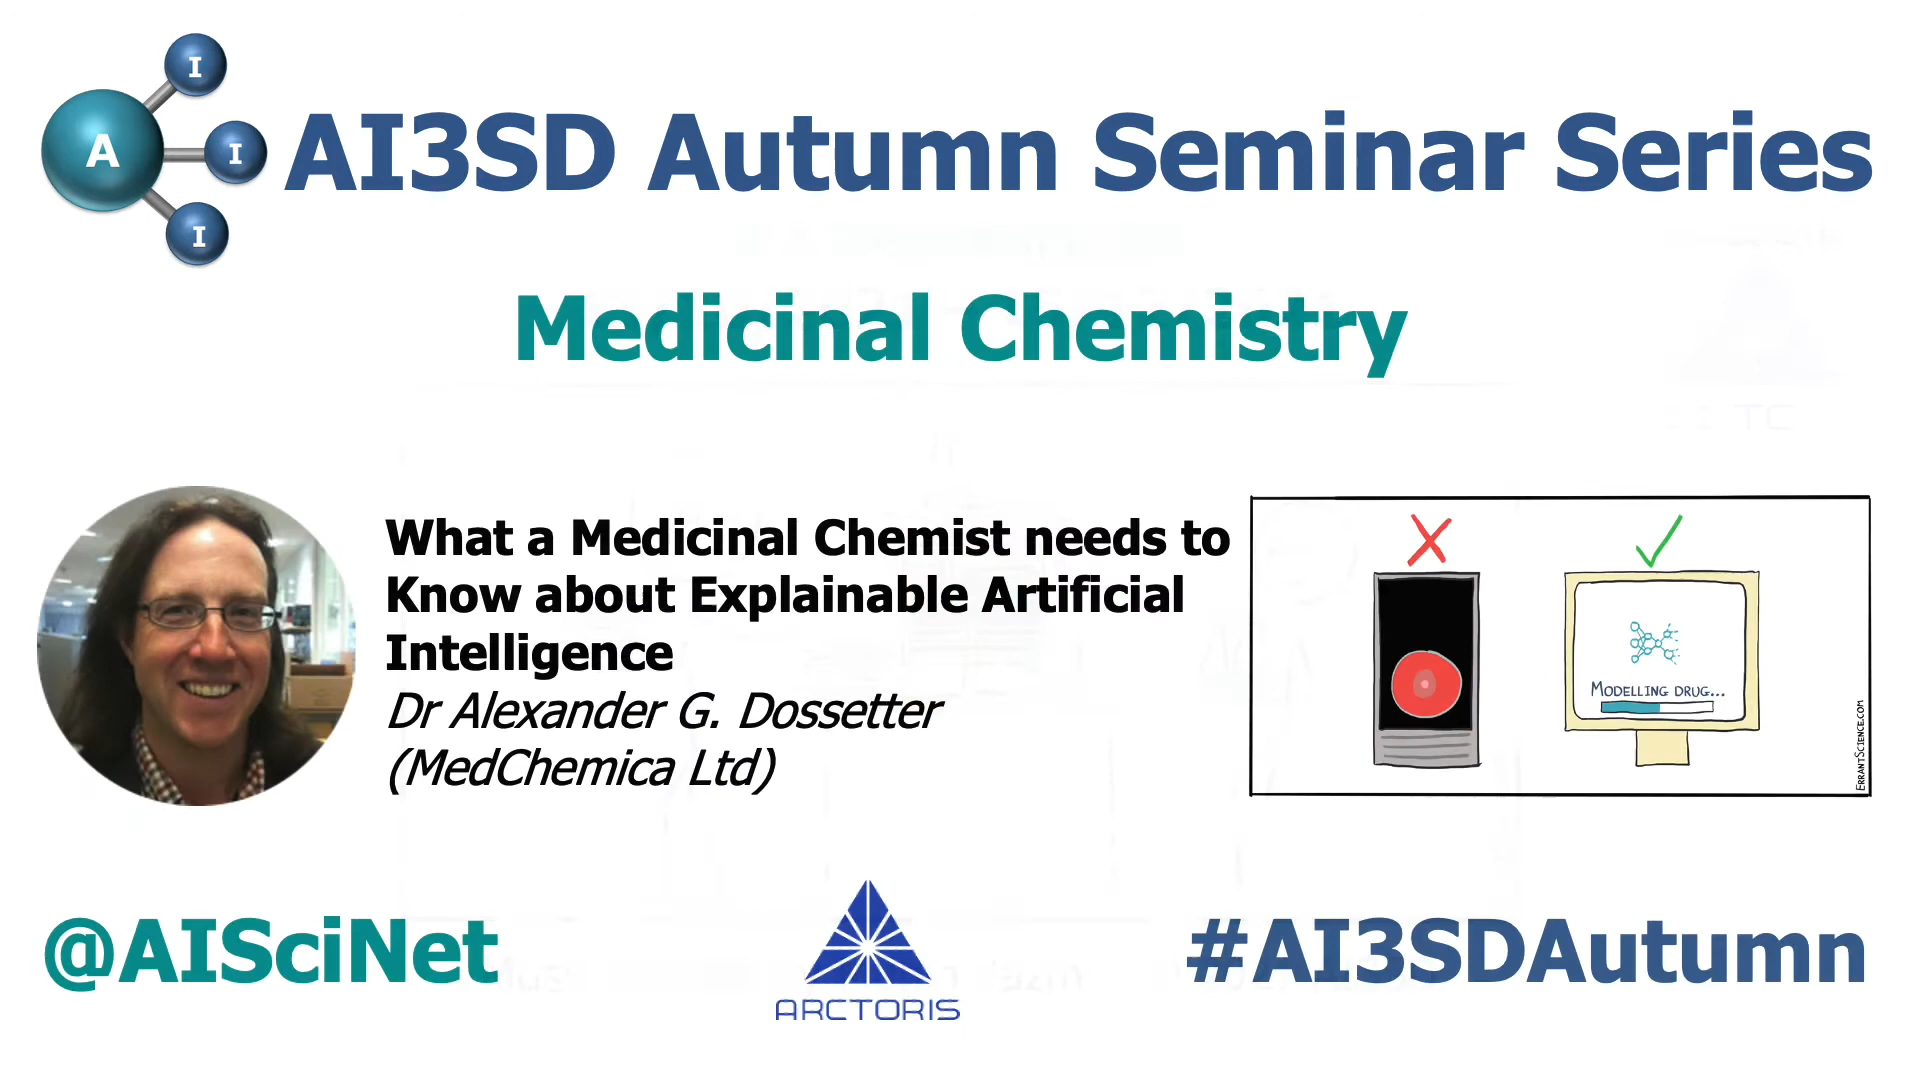 I
A
I
I
AI3SD Autumn Seminar Series
Medicinal Chemistry
What a Medicinal Chemist needs to
Know about Explainable Artificial
Intelligence
Dr Alexander G. Dossetter
(MedChemica Ltd)
MODELLING DRUG...
ERRANTSCIENCE.COM
@AISciNet
ARCTORIS
#AI3SDAutumn